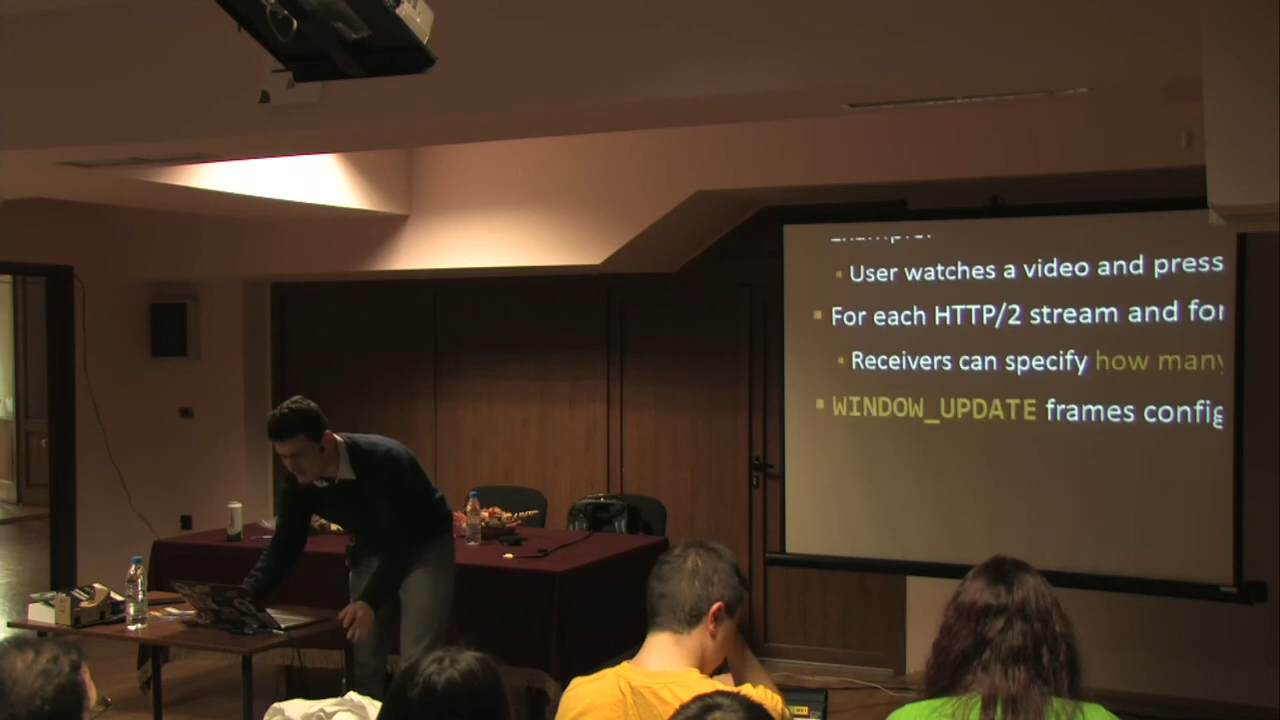 User watches a video and press
For each HTTP/2 stream and for
Receivers can specify how many
WINDOW_UPDATE frames config